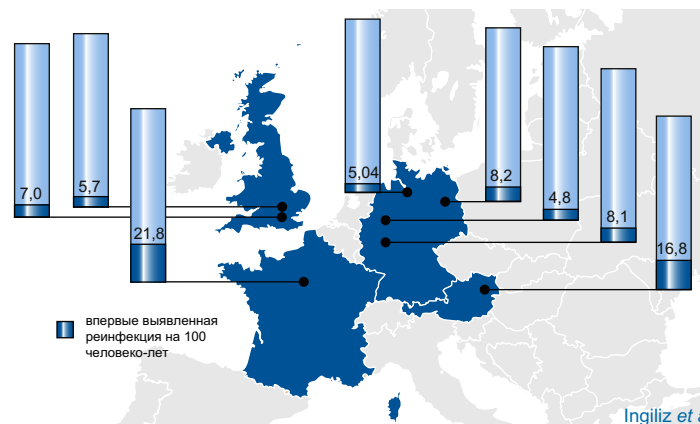 7,0
5,7
21,8
5,04
8,2
4,8
8,1
16,8
впервые выявленная
реинфекция на 100
человеко-лет
Ingiliz et